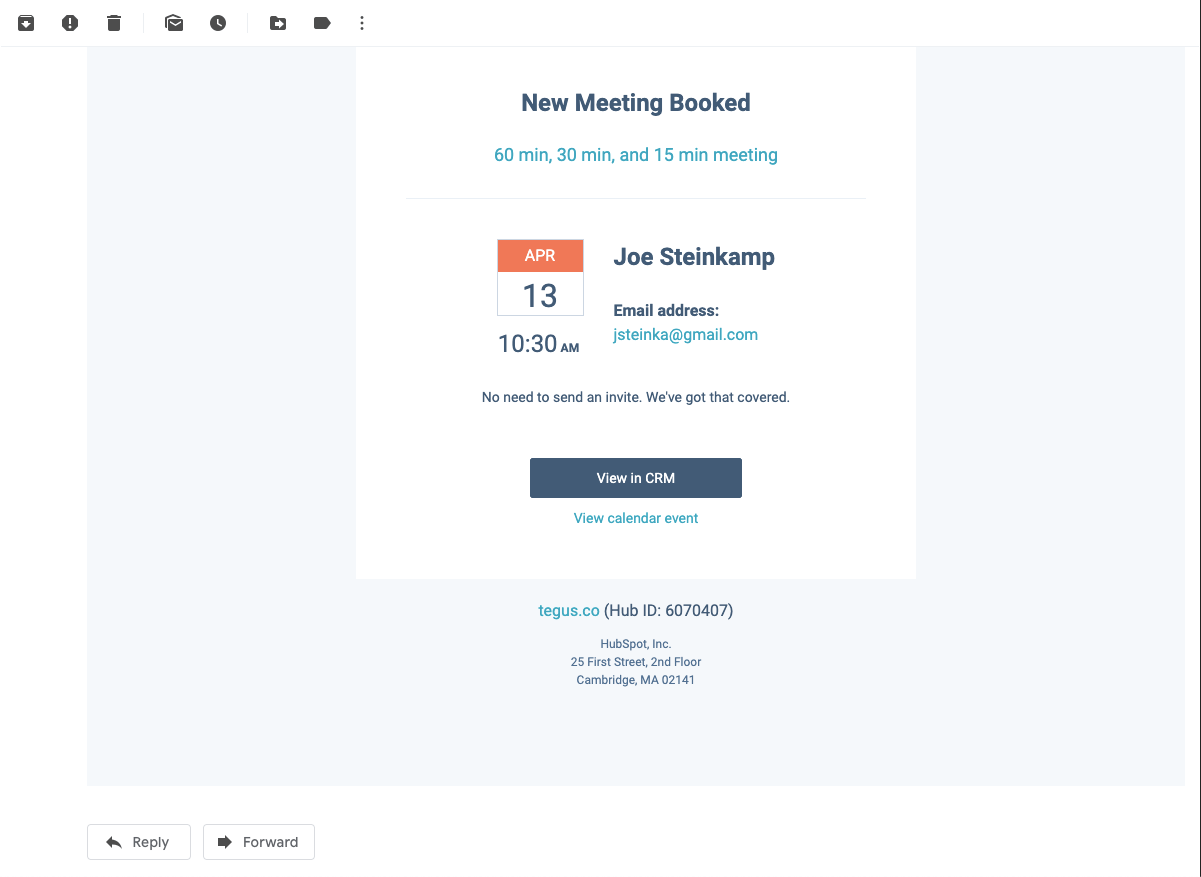 New Meeting Booked
60 min, 30 min, and 15 min meeting
APR
13
10:30 AM
Joe Steinkamp
Email address:
jsteinka@gmail.com
No need to send an invite. We've got that covered.
View in CRM
View calendar event
tegus.co (Hub ID: 6070407)
HubSpot, Inc.
25 First Street, 2nd Floor
Cambridge, MA 02141
Reply
Forward